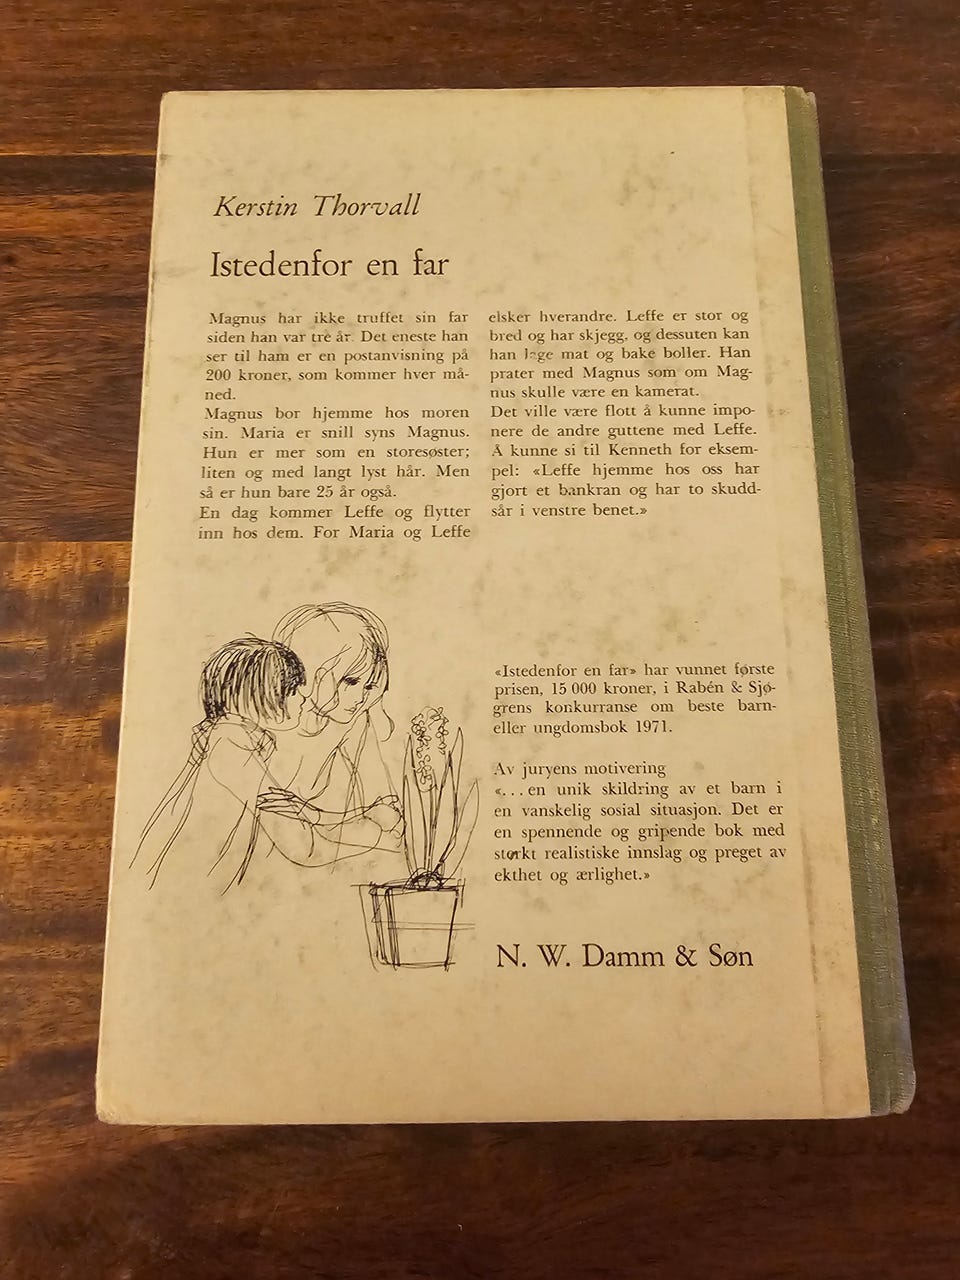 Kerstin Thorvall
Istedenfor en far
Magnus har ikke truffet sin far
siden han var tre år. Det eneste han
ser til ham er en postanvisning på
200 kroner, som kommer hver må-
ned.
Magnus bor hjemme hos moren
sin. Maria er snill syns Magnus.
Hun er mer som en storesøster;
liten og med langt lyst hår. Men
så er hun bare 25 år også.
En dag kommer Leffe og flytter
inn hos dem. For Maria og Leffe
elsker hverandre. Leffe er stor og
bred og har skjegg, og dessuten kan
han lage mat og bake boller. Han
prater med Magnus som om Mag-
nus skulle være en kamerat.
Det ville være flott å kunne impo-
nere de andre guttene med Leffe.
Å kunne si til Kenneth for eksem-
pel: «Leffe hjemme hos oss har
gjort et bankran og har to skudd-
sår i venstre benet.»
«Istedenfor en far» har vunnet første
prisen, 15 000 kroner, i Rabén & Sjø-
grens konkurranse om beste barn-
eller ungdomsbok 1971.
Av juryens motivering
«. . . en unik skildring av et barn i
en vanskelig sosial situasjon. Det er
en spennende og gripende bok med
sterkt realistiske innslag og preget av
ekthet og ærlighet.»
N. W. Damm & Søn